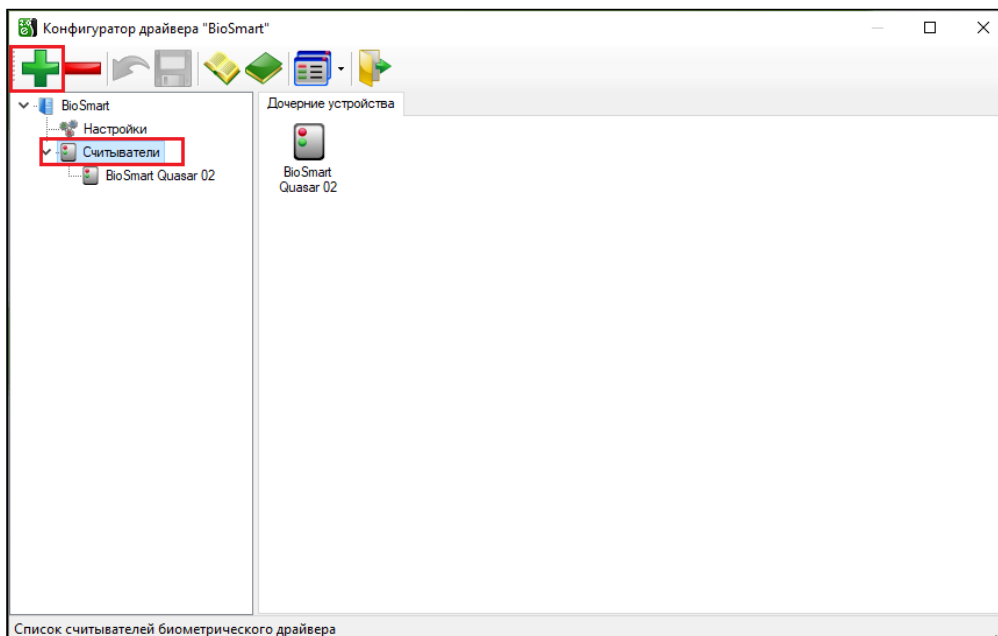 Конфигуратор драйвера "BioSmart"
BioSmart
Настройки
Считыватели
BioSmart Quasar 02
Дочерние устройства
BioSmart
Quasar 02
Список считывателей биометрического драйвера